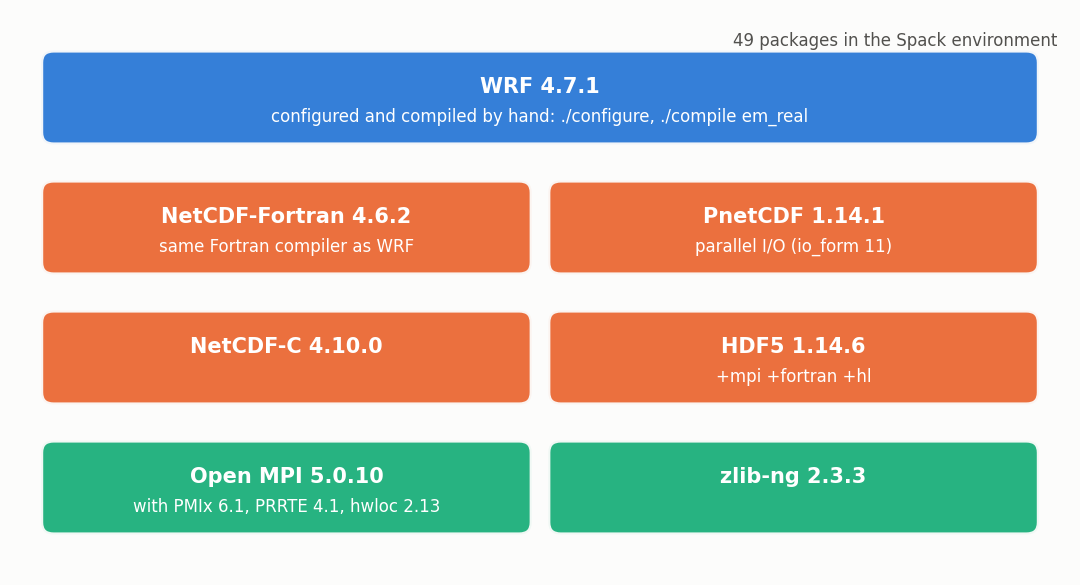 49 packages in the Spack environment
WRF 4.7.1
configured and compiled by hand: ./configure, ./compile em_real
NetCDF-Fortran 4.6.2
same Fortran compiler as WRF
PnetCDF 1.14.1
parallel I/O (io_form 11)
NetCDF-C 4.10.0
HDF5 1.14.6
+mpi +fortran +hl
Open MPI 5.0.10
with PMIx 6.1, PRRTE 4.1, hwloc 2.13
zlib-ng 2.3.3